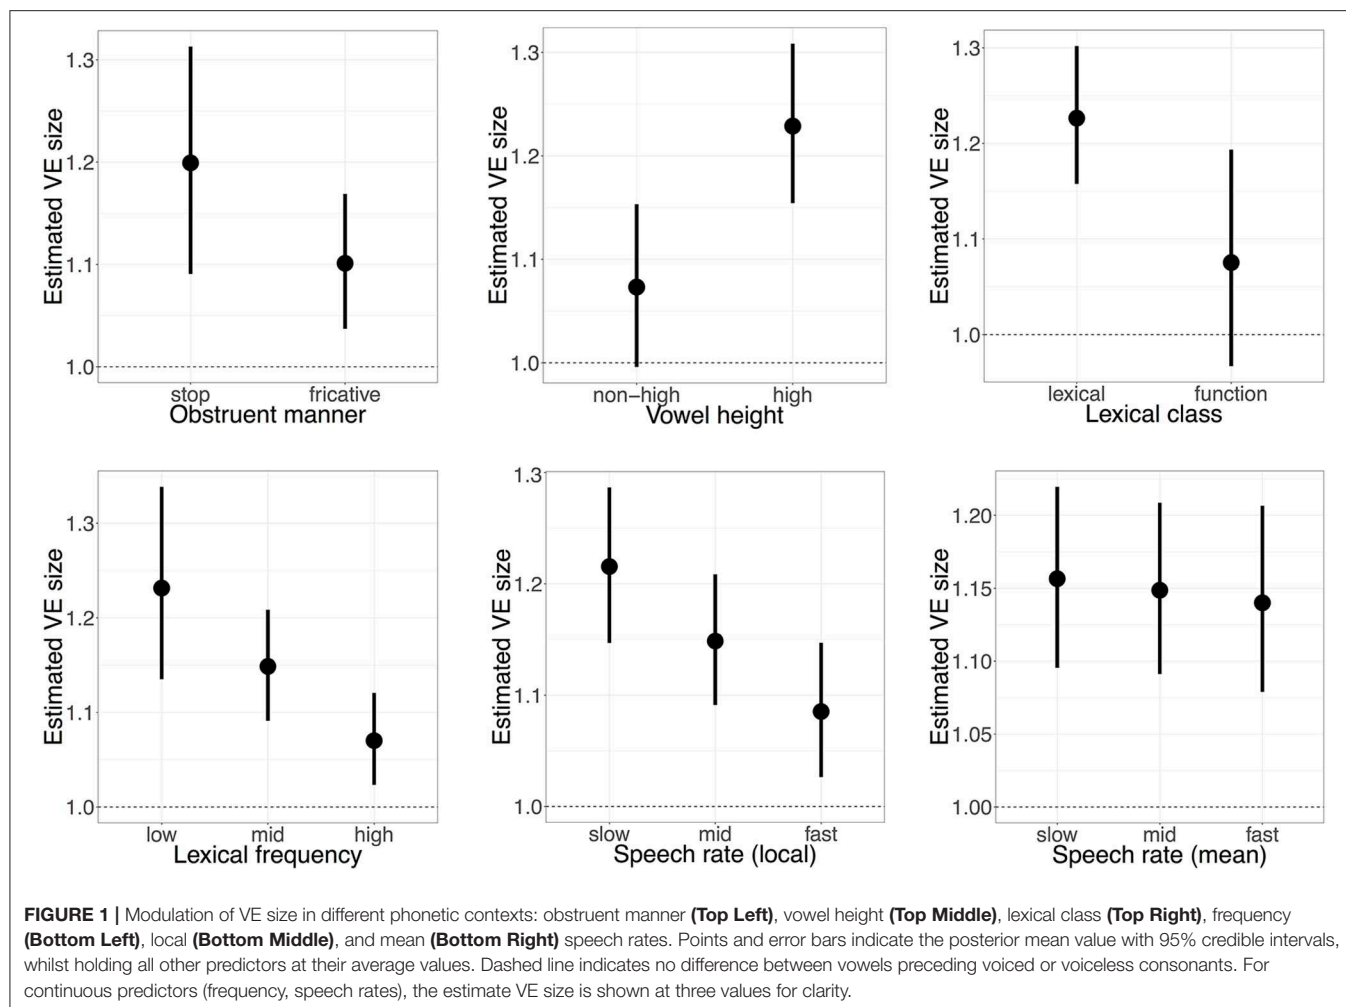 1.3
1.2
1.1
1.0
Estimated VE size
stop fricative
Obstruent manner
1.3
1.2
1.1
1.0
Estimated VE size
non–high high
Vowel height
1.3
1.2
1.1
1.0
Estimated VE size
lexical function
Lexical class
1.3
1.2
1.1
1.0
Estimated VE size
low mid high
Lexical frequency
1.3
1.2
1.1
1.0
Estimated VE size
slow mid fast
Speech rate (local)
1.20
1.15
1.10
1.05
1.00
Estimated VE size
slow mid fast
Speech rate (mean)
FIGURE 1 | Modulation of VE size in different phonetic contexts: obstruent manner (Top Left), vowel height (Top Middle), lexical class (Top Right), frequency
(Bottom Left), local (Bottom Middle), and mean (Bottom Right) speech rates. Points and error bars indicate the posterior mean value with 95% credible intervals,
whilst holding all other predictors at their average values. Dashed line indicates no difference between vowels preceding voiced or voiceless consonants. For
continuous predictors (frequency, speech rates), the estimate VE size is shown at three values for clarity.